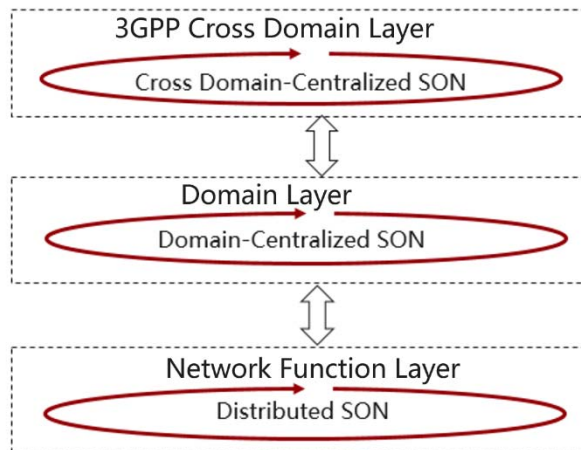 3GPP Cross Domain Layer
Cross Domain-Centralized SON
Domain Layer
Domain-Centralized SON
Network Function Layer
Distributed SON